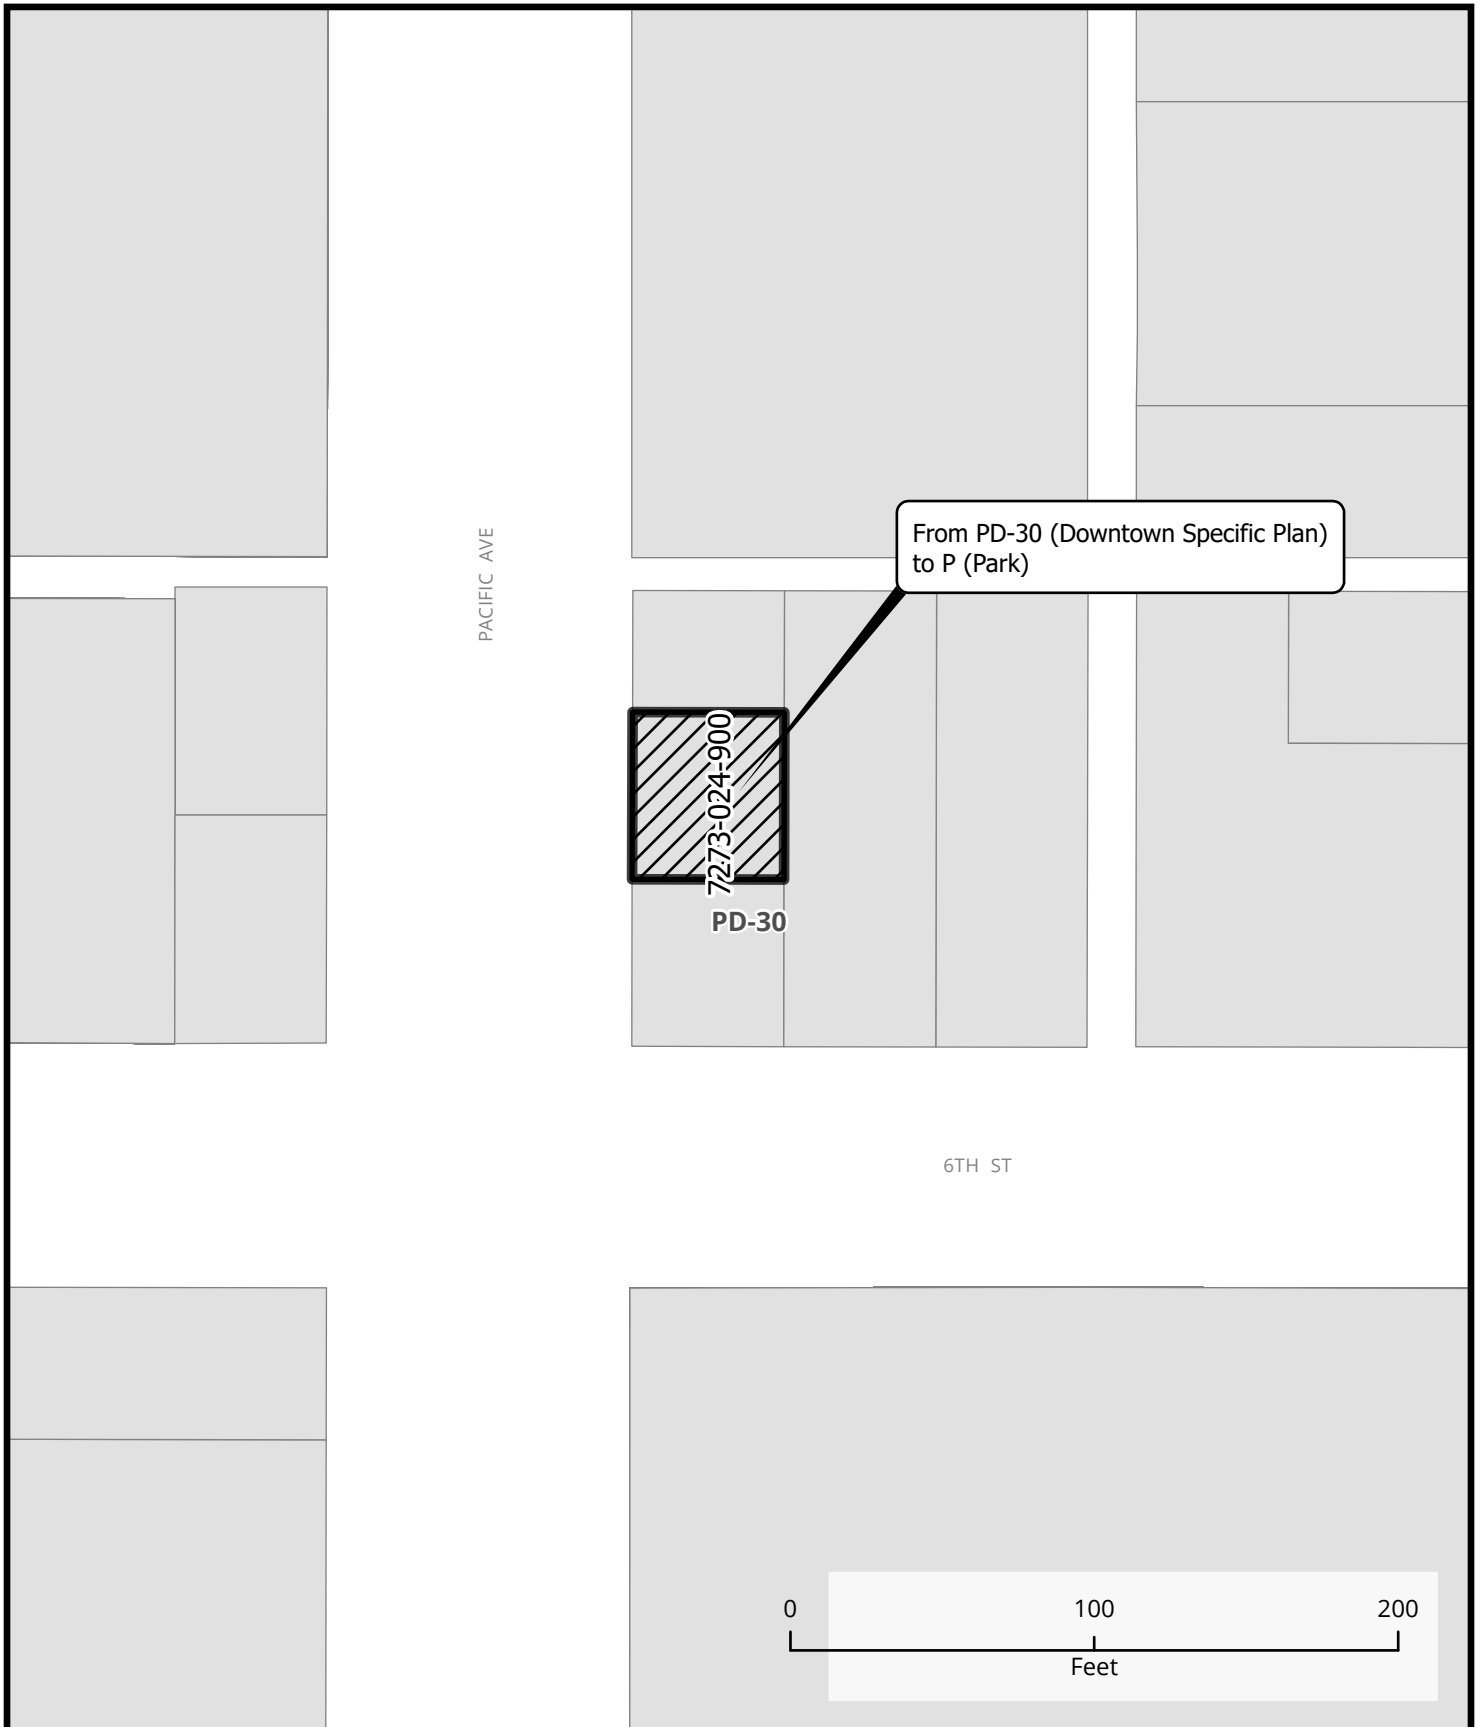 PACIFIC AVE
From PD-30 (Downtown Specific Plan)
to P (Park)
7273-024-900
PD-30
6TH ST
0 100 200
Feet